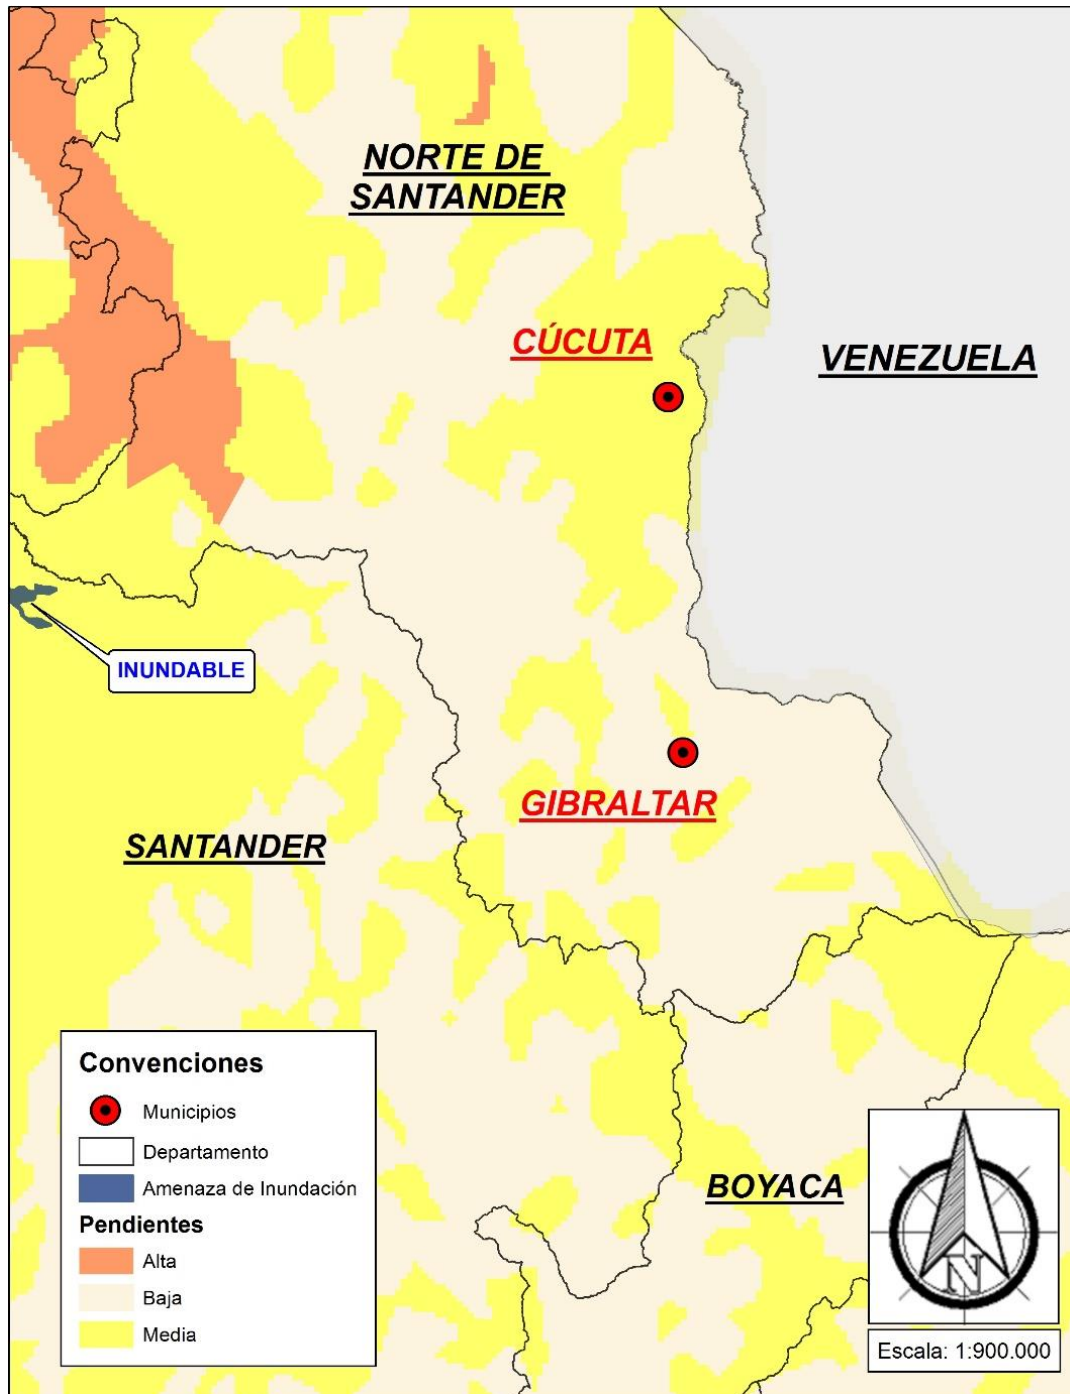 NORTE DE
SANTANDER
CÚCUTA
VENEZUELA
INUNDABLE
GIBRALTAR
SANTANDER
BOYACA
Convenciones
Municipios
Departamento
Amenaza de Inundación
Pendientes
Alta
Baja
Media
N
Escala: 1:900.000